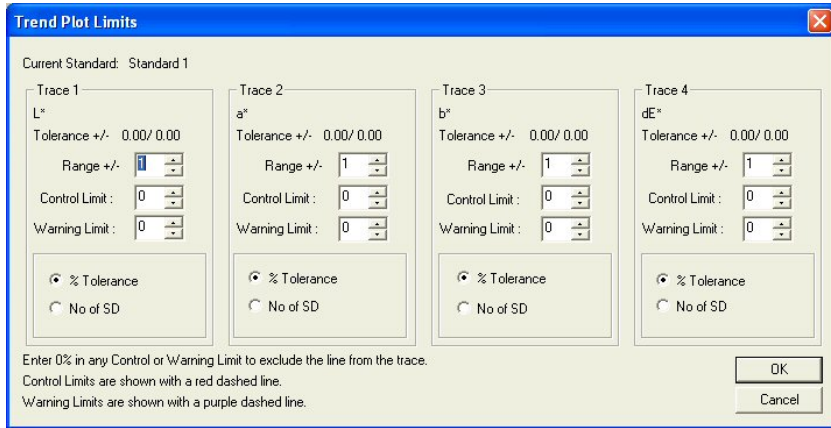 Trend Plot Limits
Current Standard: Standard 1
Trace 1
L*
Tolerance +/- 0.00/ 0.00
Range +/- 1
Control Limit : 0
Warning Limit : 0
% Tolerance
No of SD
Trace 2
a*
Tolerance +/- 0.00/ 0.00
Range +/- 1
Control Limit : 0
Warning Limit : 0
% Tolerance
No of SD
Trace 3
b*
Tolerance +/- 0.00/ 0.00
Range +/- 1
Control Limit : 0
Warning Limit : 0
% Tolerance
No of SD
Trace 4
dE*
Tolerance +/- 0.00/ 0.00
Range +/- 1
Control Limit : 0
Warning Limit : 0
% Tolerance
No of SD
Enter 0% in any Control or Warning Limit to exclude the line from the trace.
Control Limits are shown with a red dashed line.
Warning Limits are shown with a purple dashed line.
OK
Cancel